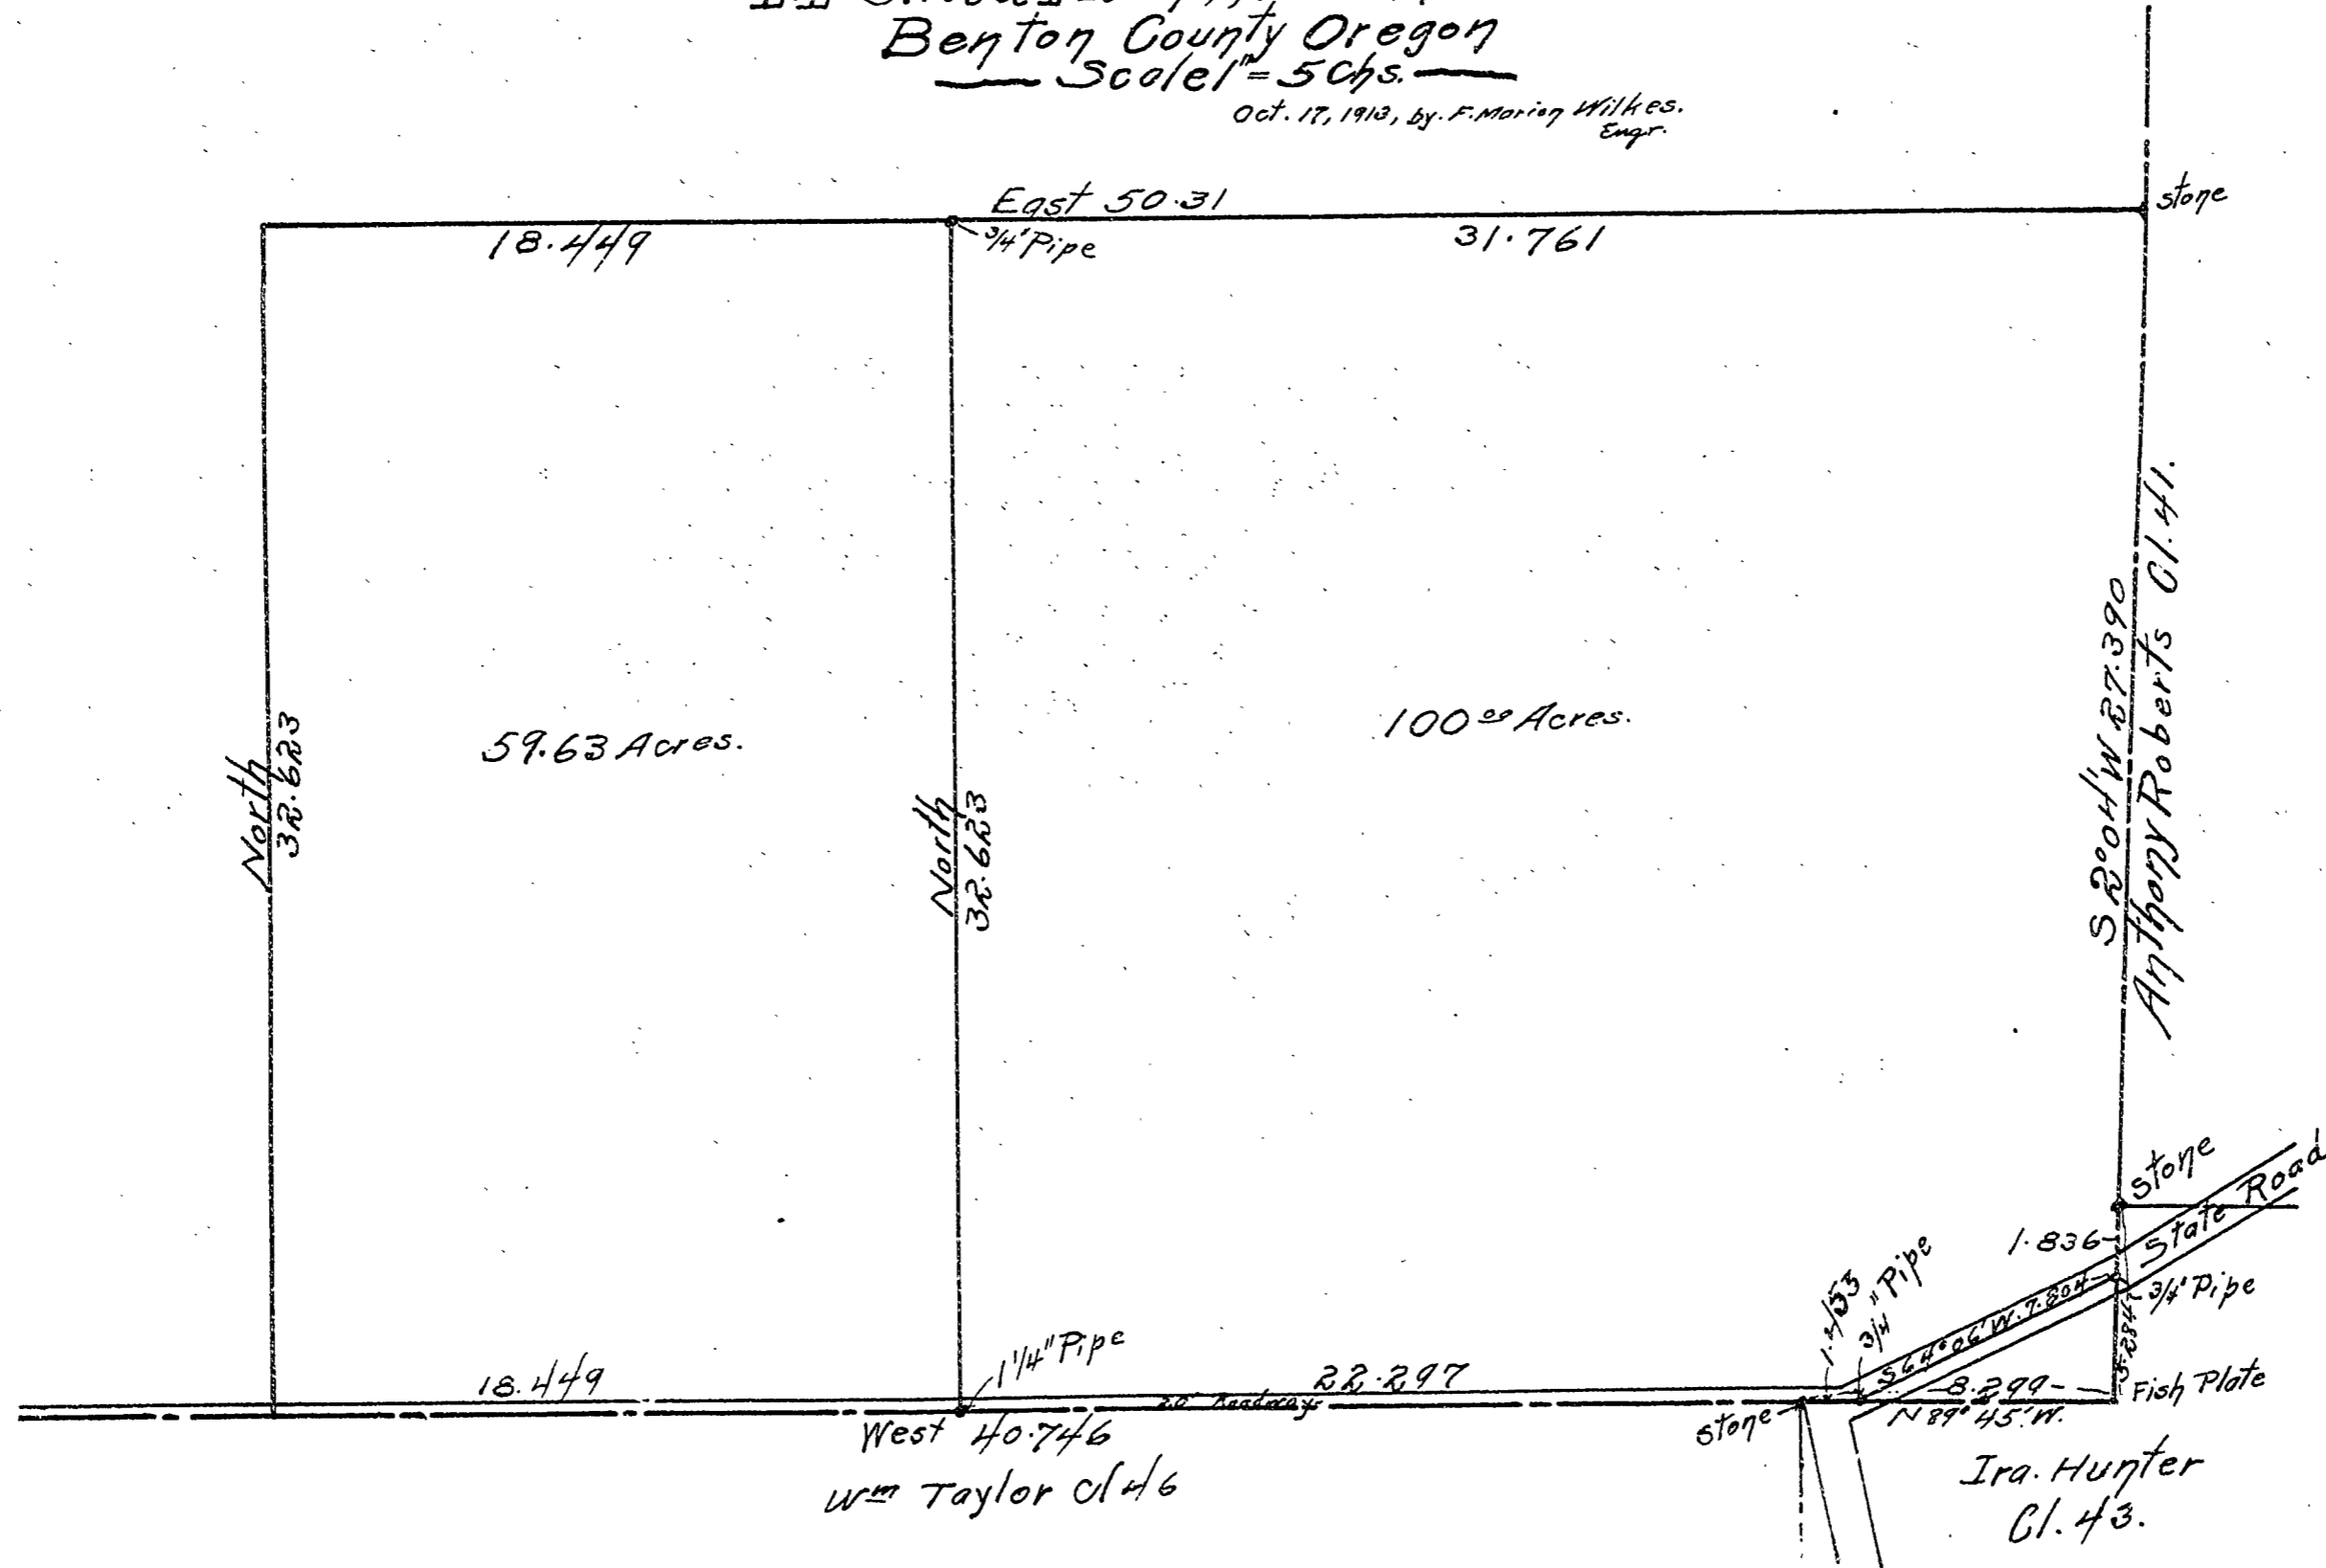 Benton County Oregon
Scale 1" = 5 Chs.
Oct. 17, 1913, by. F. Marion Wilkes.
Engr.
East 50.31
stone
18.449
3/4" Pipe
31.761
Anthony Roberts Cl. 41.
S 2° 04' W 27.390
59.63 Acres.
100 00 Acres.
North
32.623
North
32.623
Stone
State Road
1.836
3/4" Pipe
3/4" Pipe
S 64° 06' W. 7.804
1 1/4" Pipe
18.449
22.297
20' Roadway
8.299
Fish Plate
N 89° 45' W.
stone
West 40.746
Wm Taylor Cl 46
Ira. Hunter
Cl. 43.